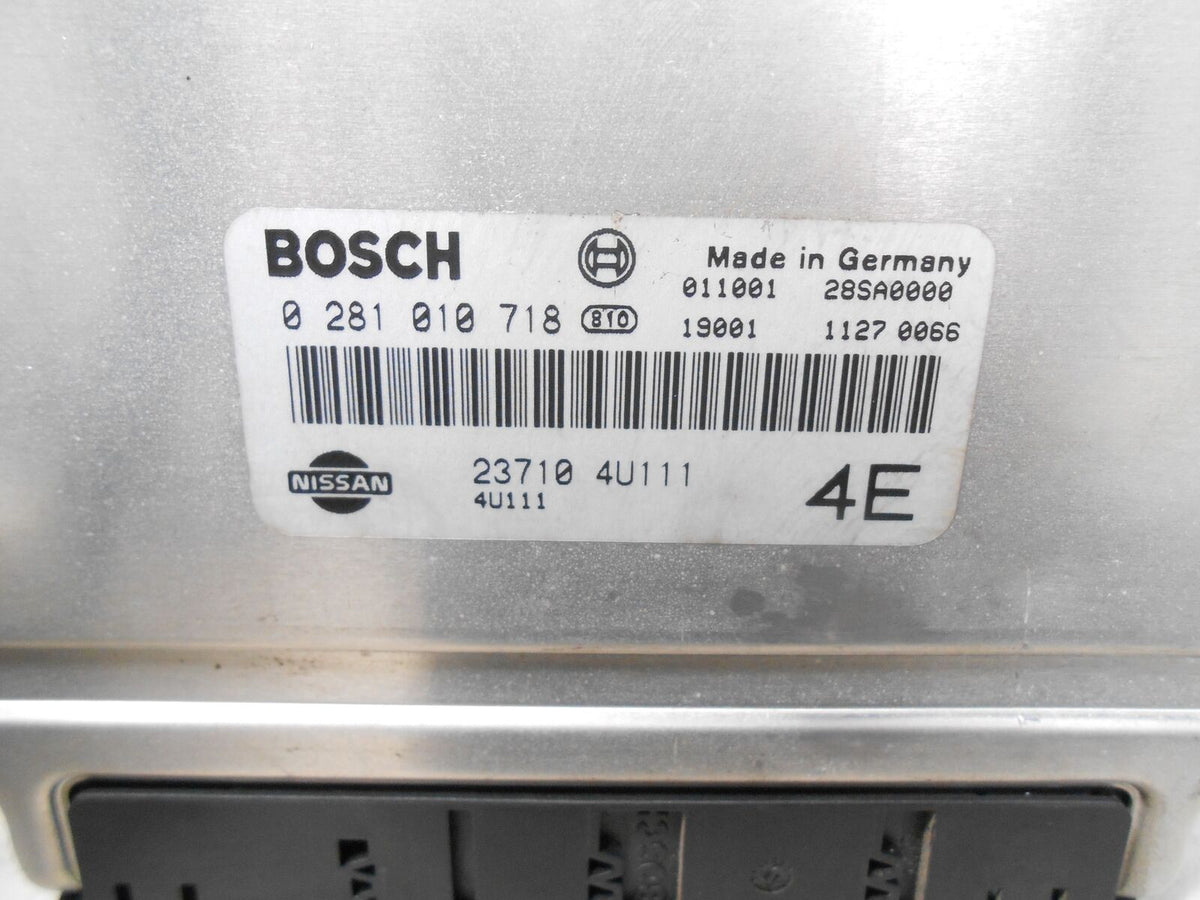 BOSCH
Made in Germany
011001 28SA0000
0 281 010 718 810
19001 1127 0066
NISSAN
23710 4U111
4U111
4E